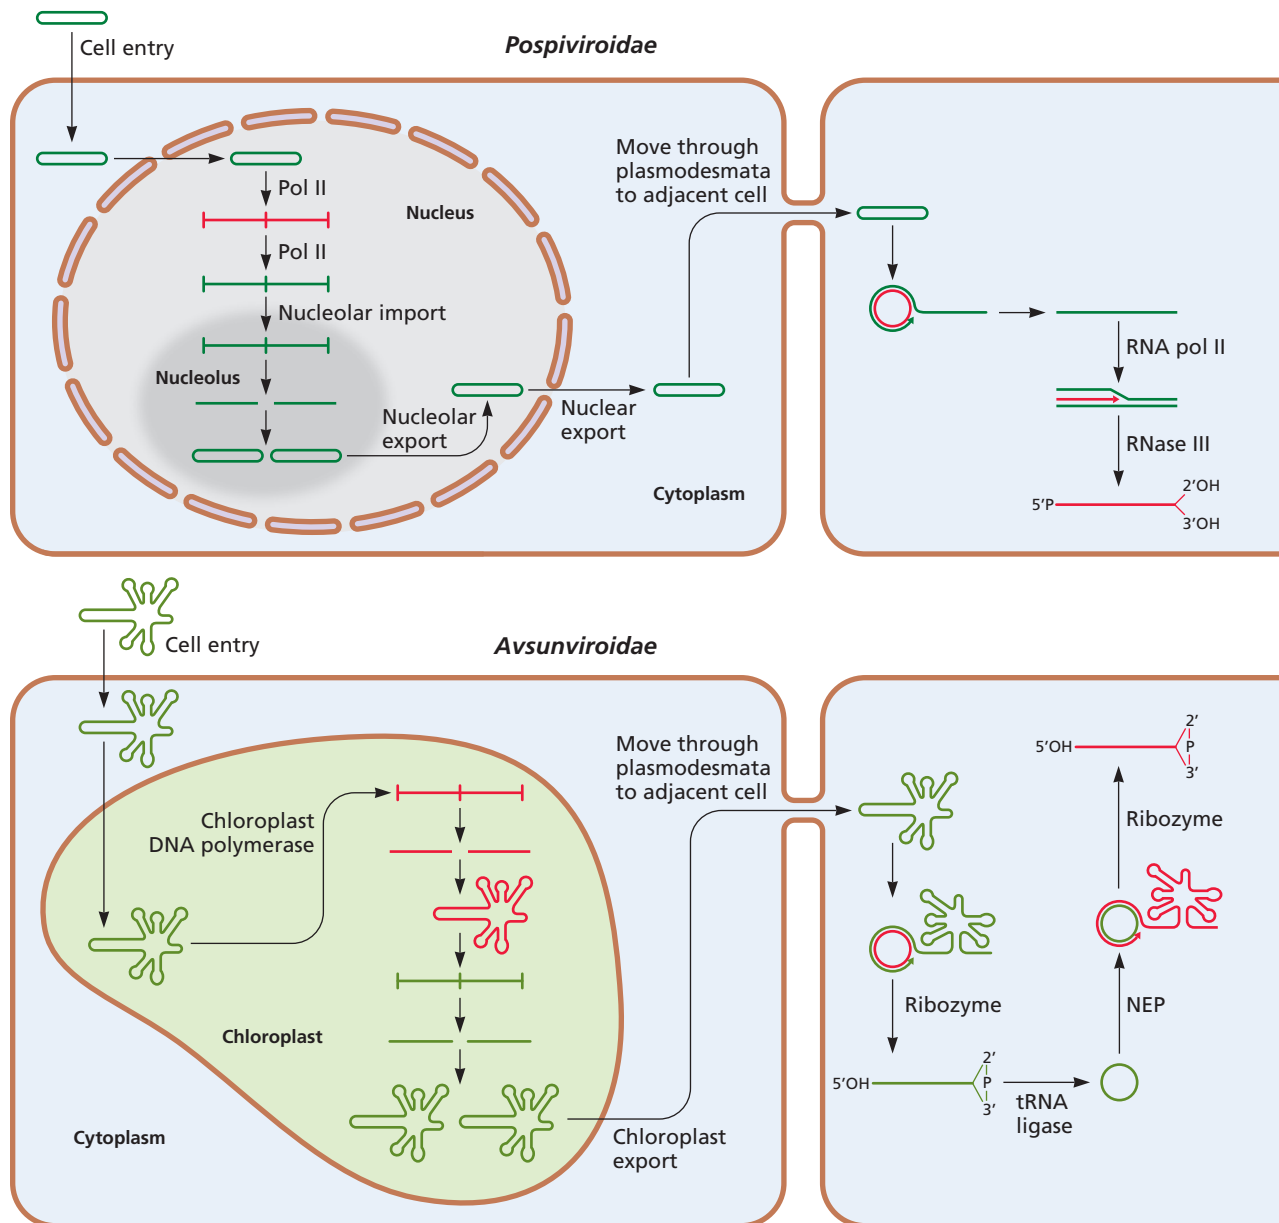 Cell entry
Pospiviroidae
Pol II
Nucleus
Pol II
Nucleolar import
Nucleolus
Nucleolar
export
Nuclear
export
Cytoplasm
Move through
plasmodesmata
to adjacent cell
RNA pol II
RNase III
5’P
2’OH
3’OH
Cell entry
Avsunviroidae
Chloroplast
DNA polymerase
Chloroplast
Cytoplasm
Chloroplast
export
Move through
plasmodesmata
to adjacent cell
Ribozyme
5’OH
2’
P
3’
tRNA
ligase
NEP
Ribozyme
5’OH
2’
P
3’